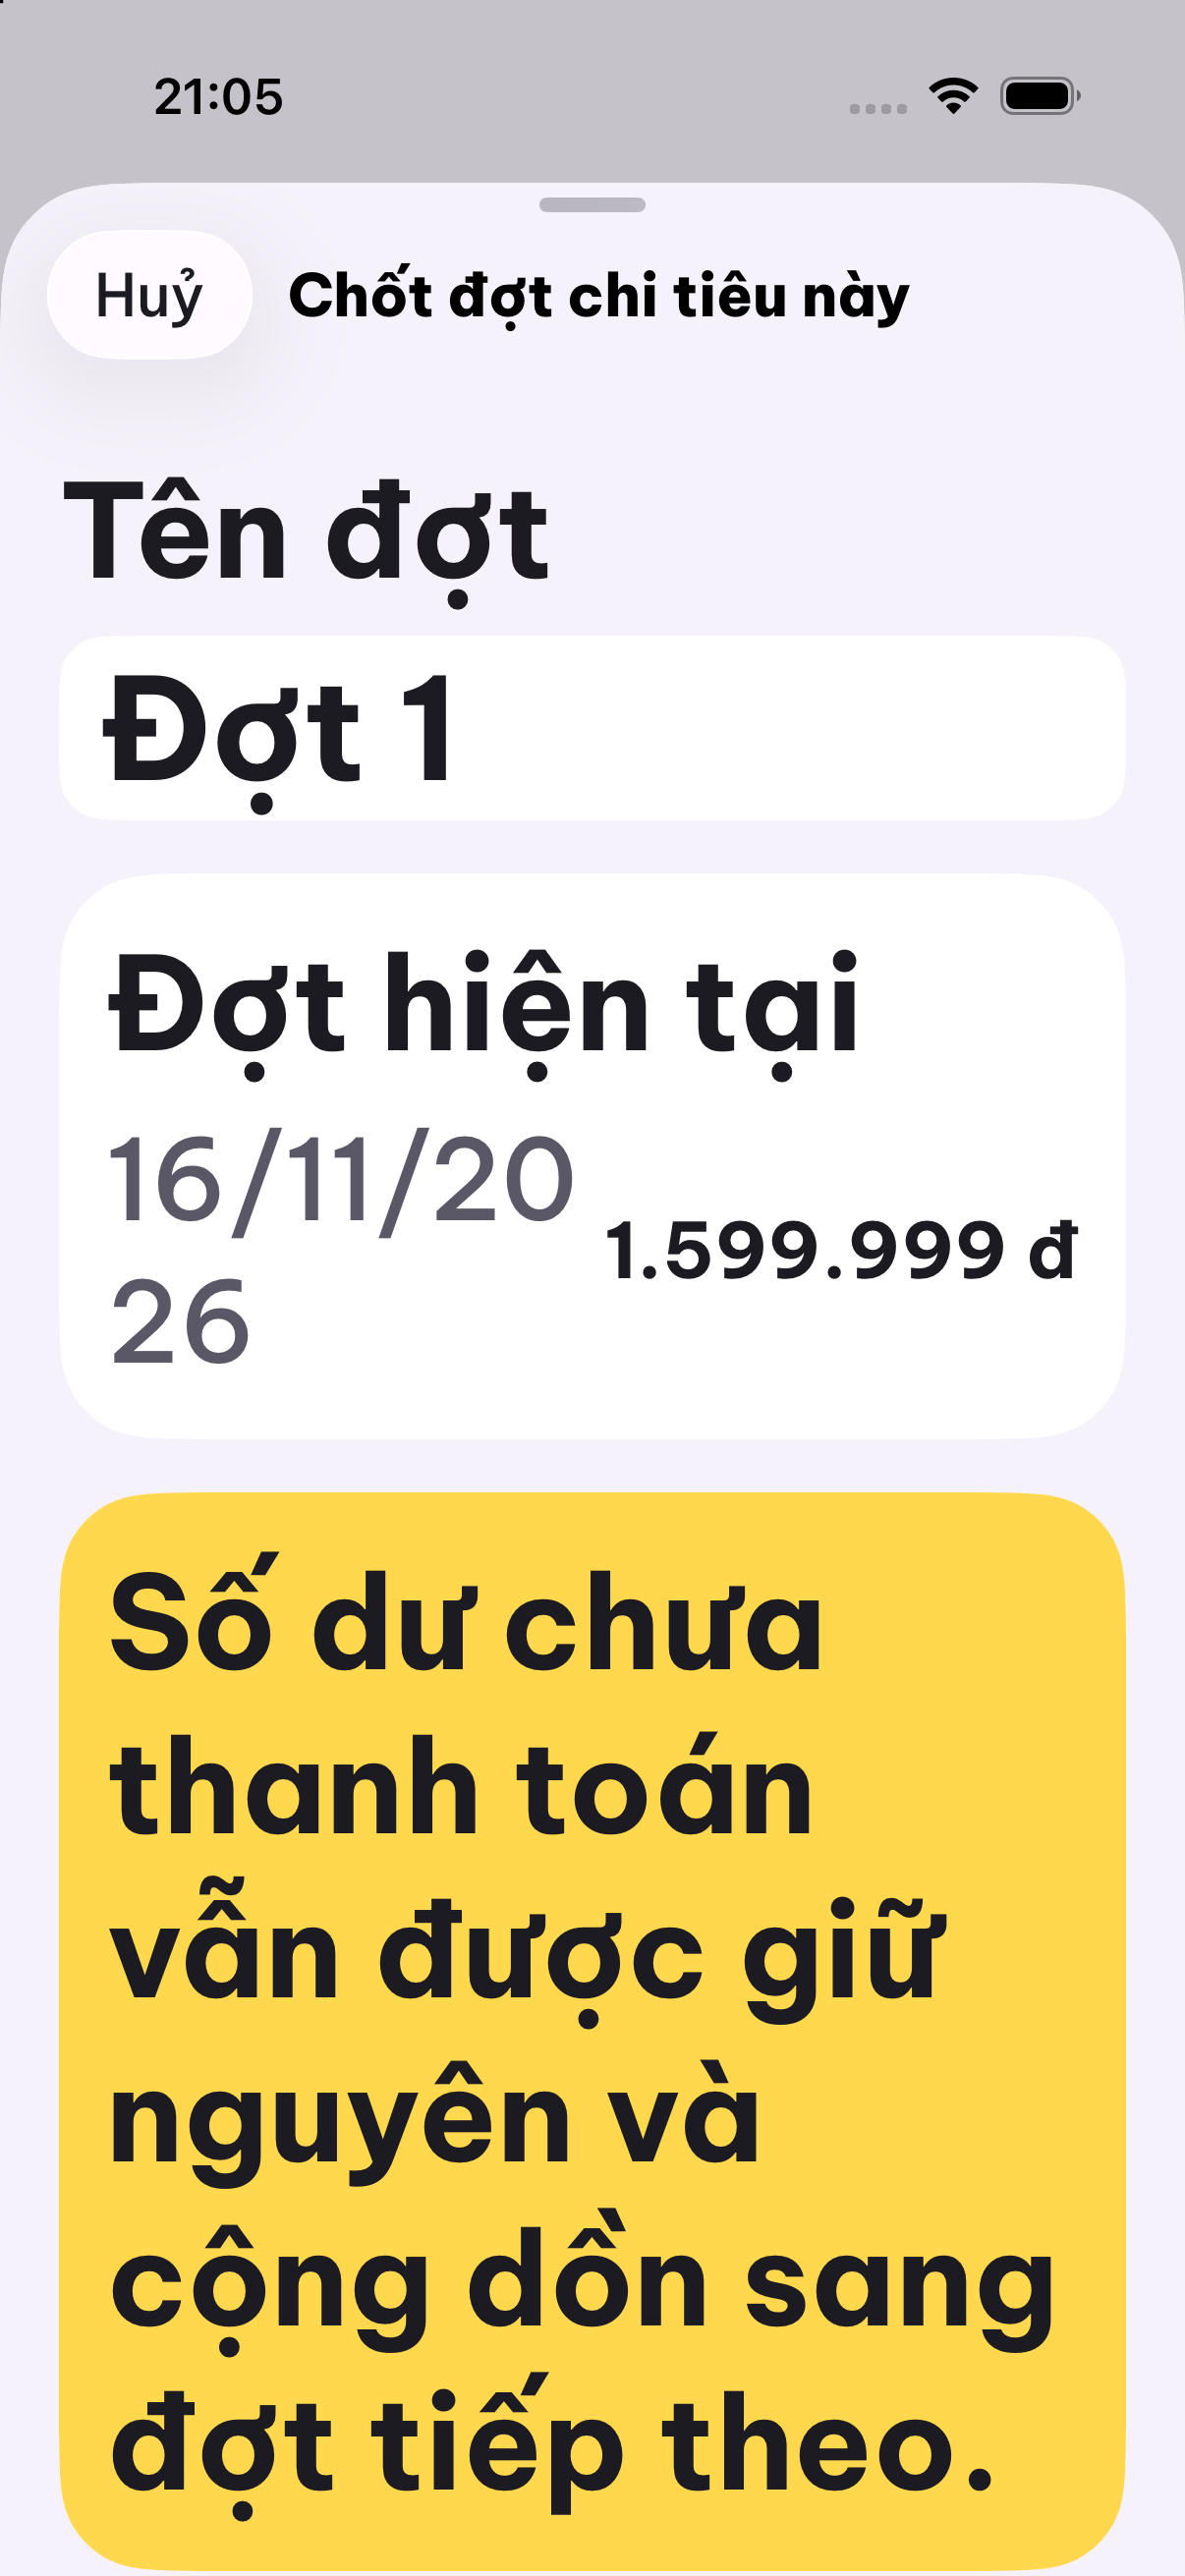 21:05
Huỷ
Chốt đợt chi tiêu này
Tên đợt
Đợt 1
Đợt hiện tại
16/11/20
26
1.599.999 đ
Số dư chưa
thanh toán
vẫn được giữ
nguyên và
cộng dồn sang
đợt tiếp theo.